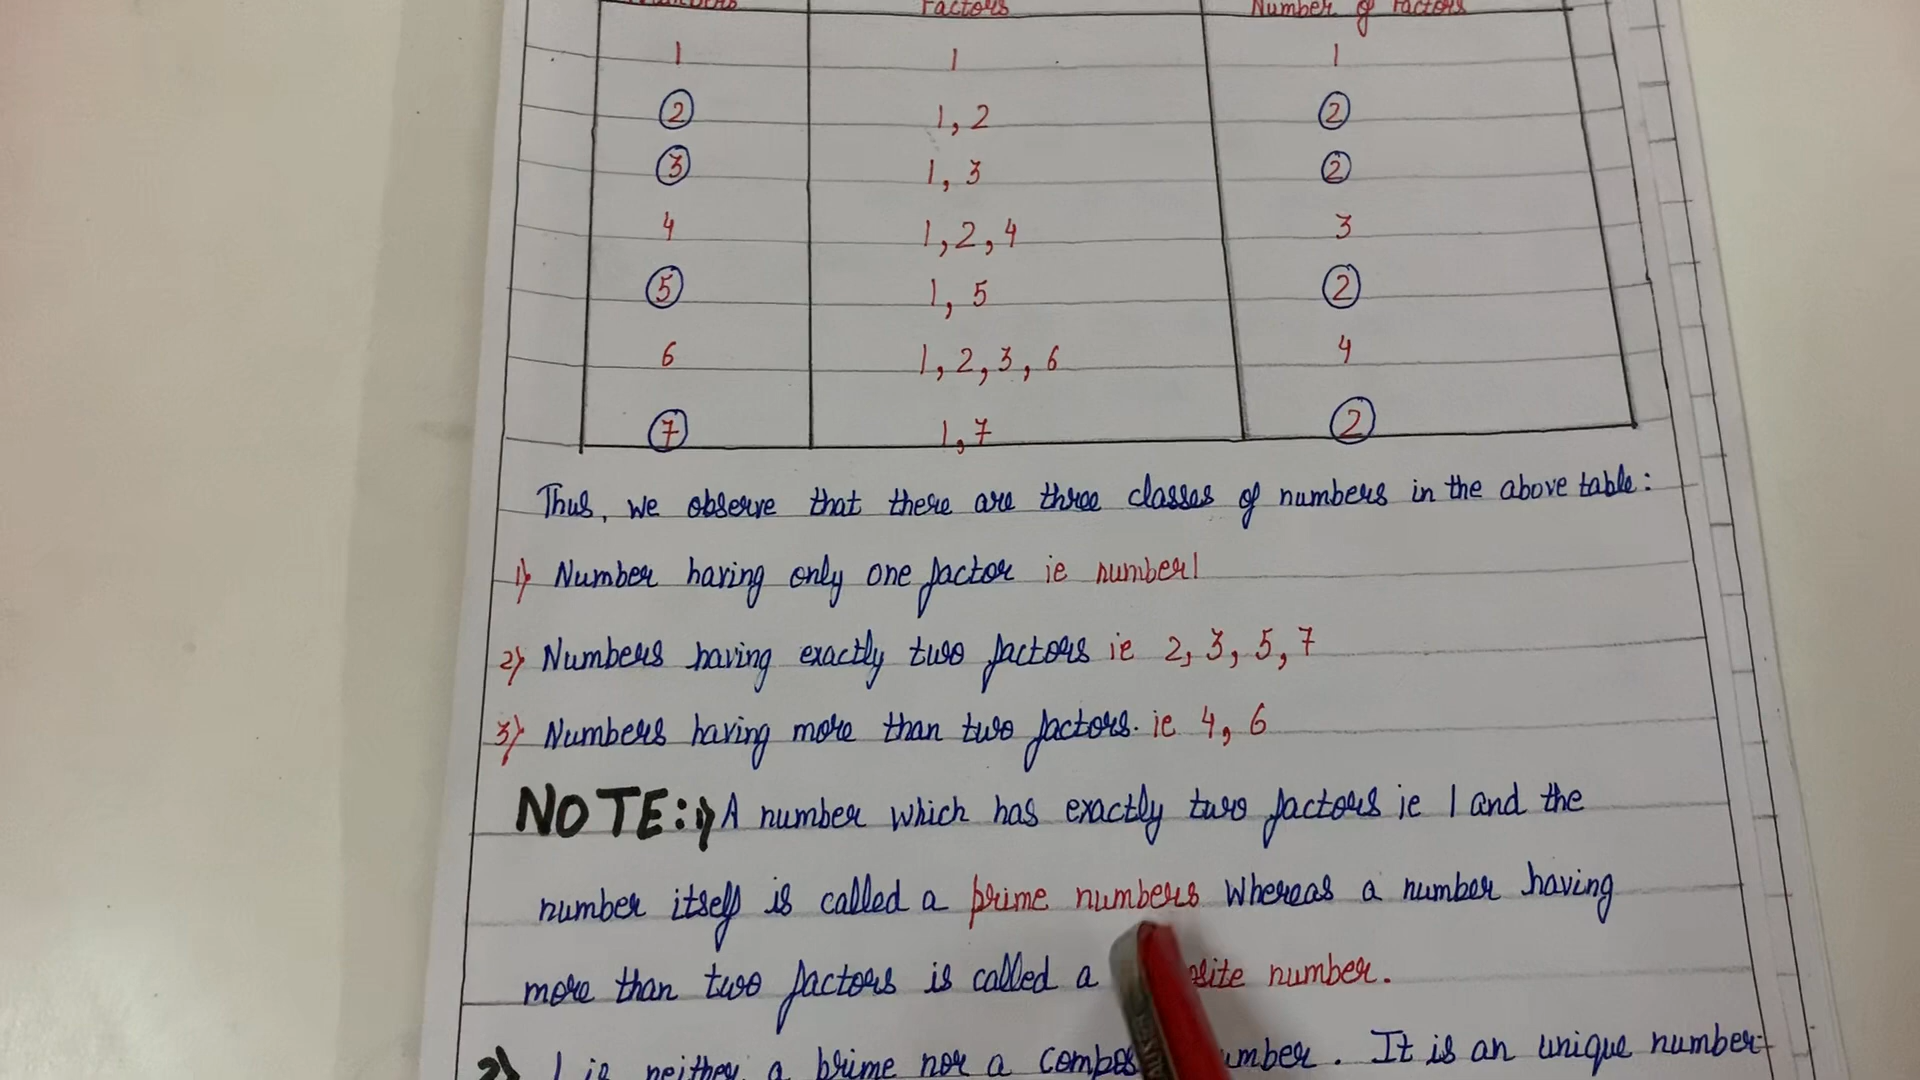 Factors Number of Factors
1 1 1
2 1, 2 2
3 1, 3 2
4 1, 2, 4 3
5 1, 5 2
6 1, 2, 3, 6 4
7 1, 7 2
Thus, we observe that there are three classes of numbers in the above table:
1) Number having only one factor ie number 1
2) Numbers having exactly two factors ie 2, 3, 5, 7
3) Numbers having more than two factors. ie 4, 6
NOTE: 1) A number which has exactly two factors ie 1 and the
number itself is called a prime numbers whereas a number having
more than two factors is called a number.
2) 1 is neither a prime nor a number. It is an unique number